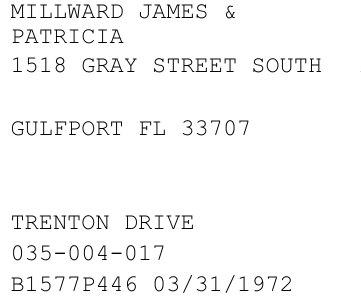 MILLWARD JAMES &
PATRICIA
1518 GRAY STREET SOUTH
GULFPORT FL 33707
TRENTON DRIVE
035-004-017
B1577P446 03/31/1972